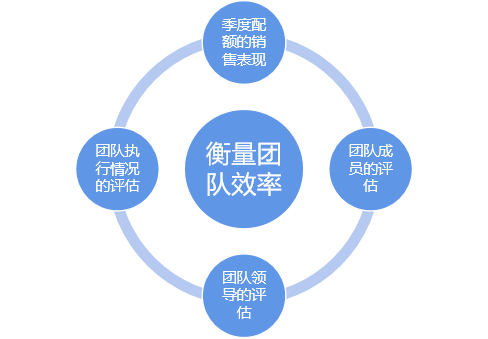 季度配
额的销
售表现
团队执
行情况
的评估
衡量团
队效率
团队成
员的评
估
团队领
导的评
估